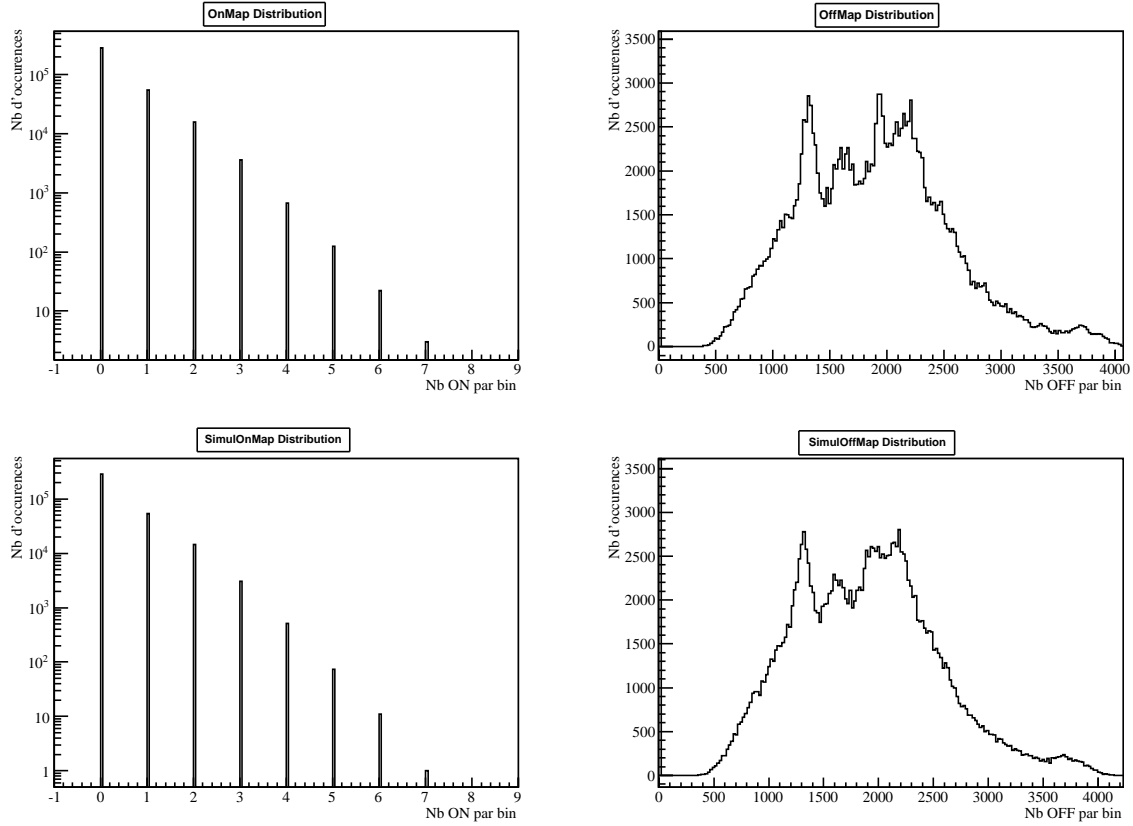 OnMap Distribution
Nb d'occurences
10^5
10^4
10^3
10^2
10
-1 0 1 2 3 4 5 6 7 8 9
Nb ON par bin
OffMap Distribution
Nb d'occurences
3500
3000
2500
2000
1500
1000
500
0
0 500 1000 1500 2000 2500 3000 3500 4000
Nb OFF par bin
SimulOnMap Distribution
Nb d'occurences
10^5
10^4
10^3
10^2
10
1
-1 0 1 2 3 4 5 6 7 8 9
Nb ON par bin
SimulOffMap Distribution
Nb d'occurences
3500
3000
2500
2000
1500
1000
500
0
0 500 1000 1500 2000 2500 3000 3500 4000
Nb OFF par bin